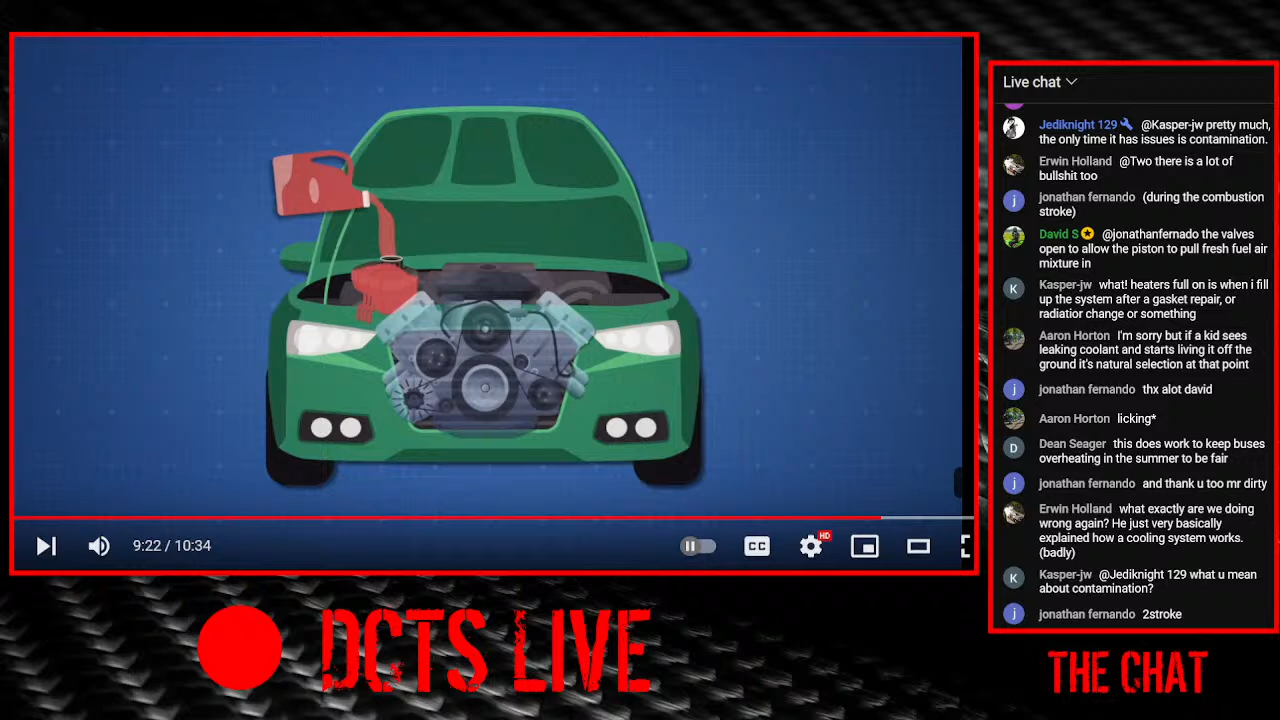 Live chat
Jediknight 129 @Kasper-jw pretty much,
the only time it has issues is contamination.
Erwin Holland @Two there is a lot of
bullshit too
j
jonathan fernando (during the combustion
stroke)
David S @jonathanfernado the valves
open to allow the piston to pull fresh fuel air
mixture in
K
Kasper-jw what! heaters full on is when i fill
up the system after a gasket repair, or
radiatior change or something
Aaron Horton I'm sorry but if a kid sees
leaking coolant and starts living it off the
ground it's natural selection at that point
j
jonathan fernando thx alot david
Aaron Horton licking*
D
Dean Seager this does work to keep buses
overheating in the summer to be fair
j
jonathan fernando and thank u too mr dirty
Erwin Holland what exactly are we doing
wrong again? He just very basically
explained how a cooling system works.
(badly)
K
Kasper-jw @Jediknight 129 what u mean
about contamination?
j
jonathan fernando 2stroke
9:22 / 10:34
CC
HD
DCTS LIVE
THE CHAT